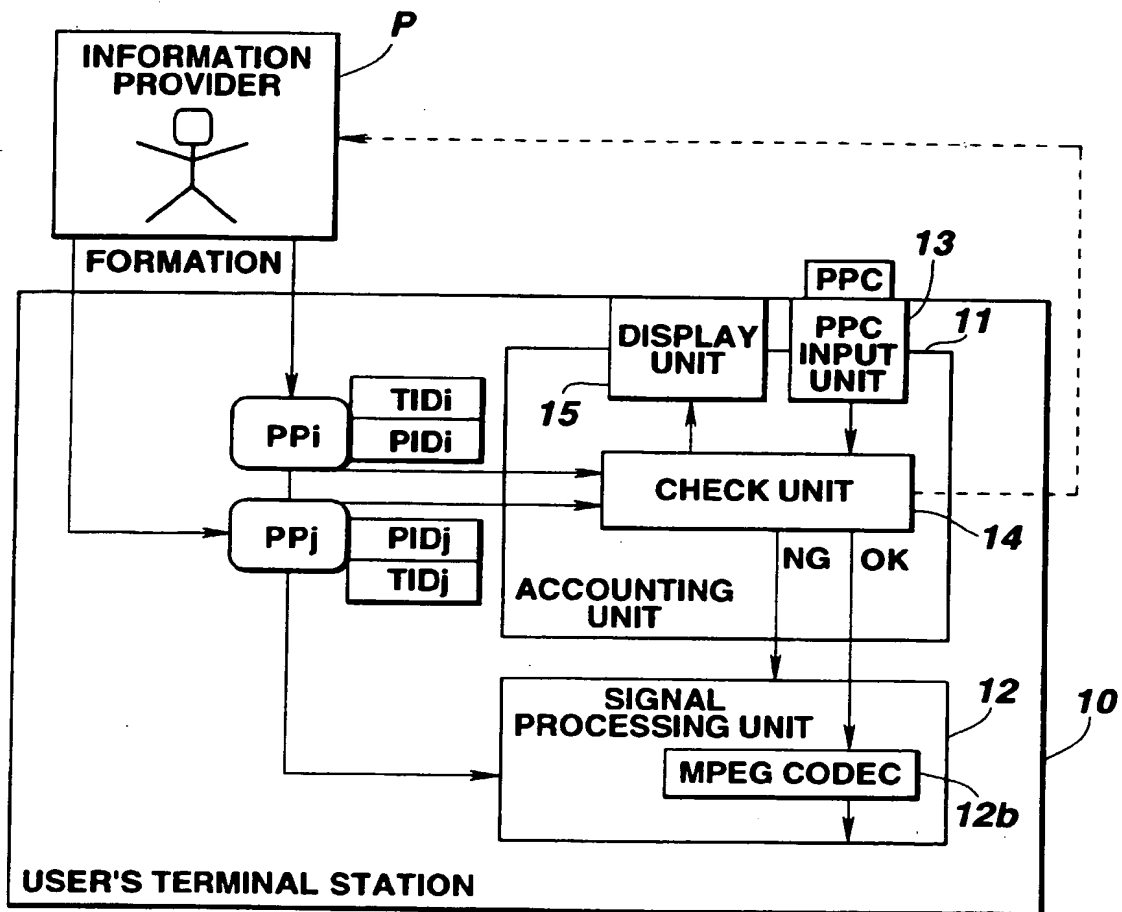 P
INFORMATION
PROVIDER
FORMATION
PPC
13
DISPLAY
UNIT
PPC
INPUT
UNIT
11
15
TIDi
PPi
PIDi
CHECK UNIT
14
PPj
PIDj
TIDj
NG OK
ACCOUNTING
UNIT
SIGNAL
PROCESSING UNIT
12
10
MPEG CODEC
12b
USER'S TERMINAL STATION